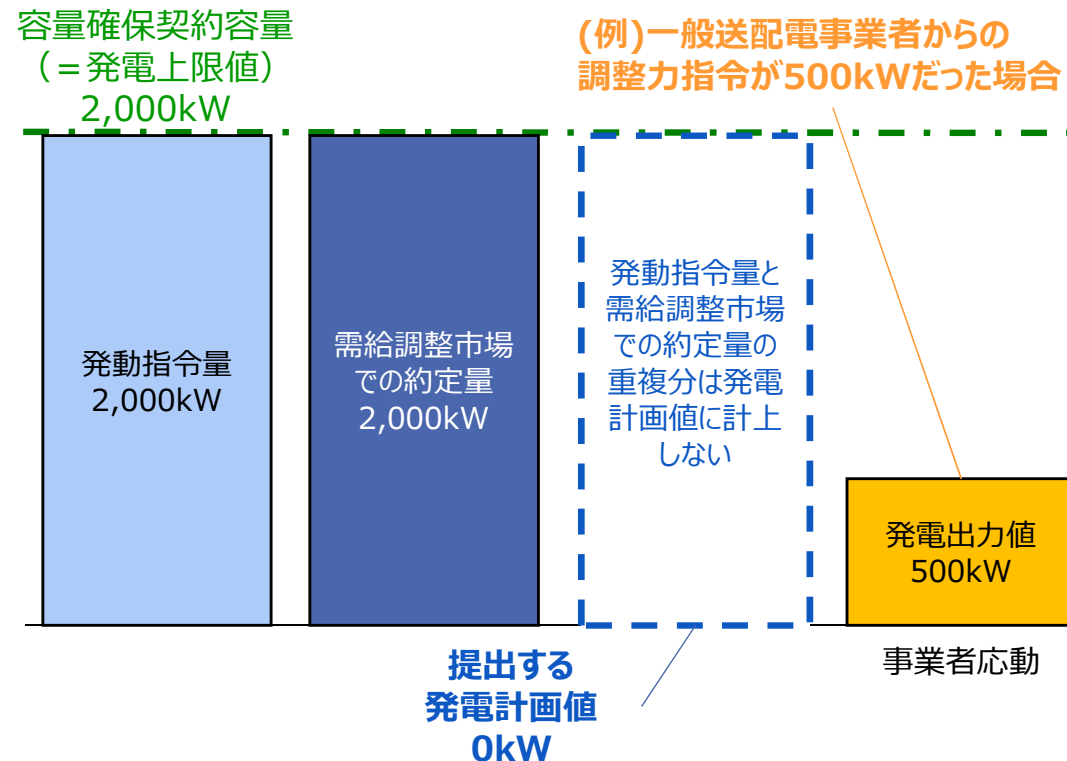 容量確保契約容量
（＝発電上限値）
2,000kW
(例)一般送配電事業者からの
調整力指令が500kWだった場合
発動指令量
2,000kW
需給調整市場
での約定量
2,000kW
発動指令量と
需給調整市場
での約定量の
重複分は発電
計画値に計上
しない
発電出力値
500kW
提出する
発電計画値
0kW
事業者応動